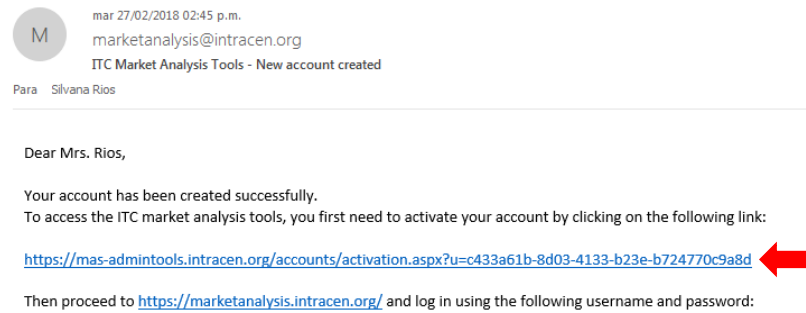 M
mar 27/02/2018 02:45 p.m.
marketanalysis@intracen.org
ITC Market Analysis Tools - New account created
Para Silvana Rios
Dear Mrs. Rios,
Your account has been created successfully.
To access the ITC market analysis tools, you first need to activate your account by clicking on the following link:
https://mas-admintools.intracen.org/accounts/activation.aspx?u=c433a61b-8d03-4133-b23e-b724770c9a8d
Then proceed to https://marketanalysis.intracen.org/ and log in using the following username and password: